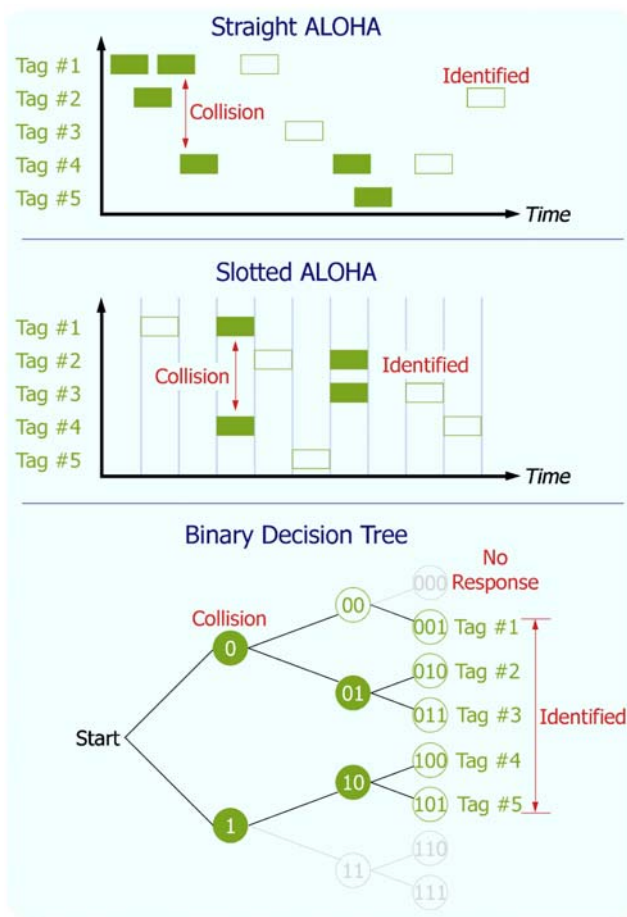 Straight ALOHA
Tag #1
Identified
Tag #2
Collision
Tag #3
Tag #4
Tag #5
Time
Slotted ALOHA
Tag #1
Tag #2
Identified
Collision
Tag #3
Tag #4
Tag #5
Time
Binary Decision Tree
No
Response
000
00
Collision
001 Tag #1
0
010 Tag #2
01
011 Tag #3
Identified
Start
100 Tag #4
10
101 Tag #5
1
110
11
111